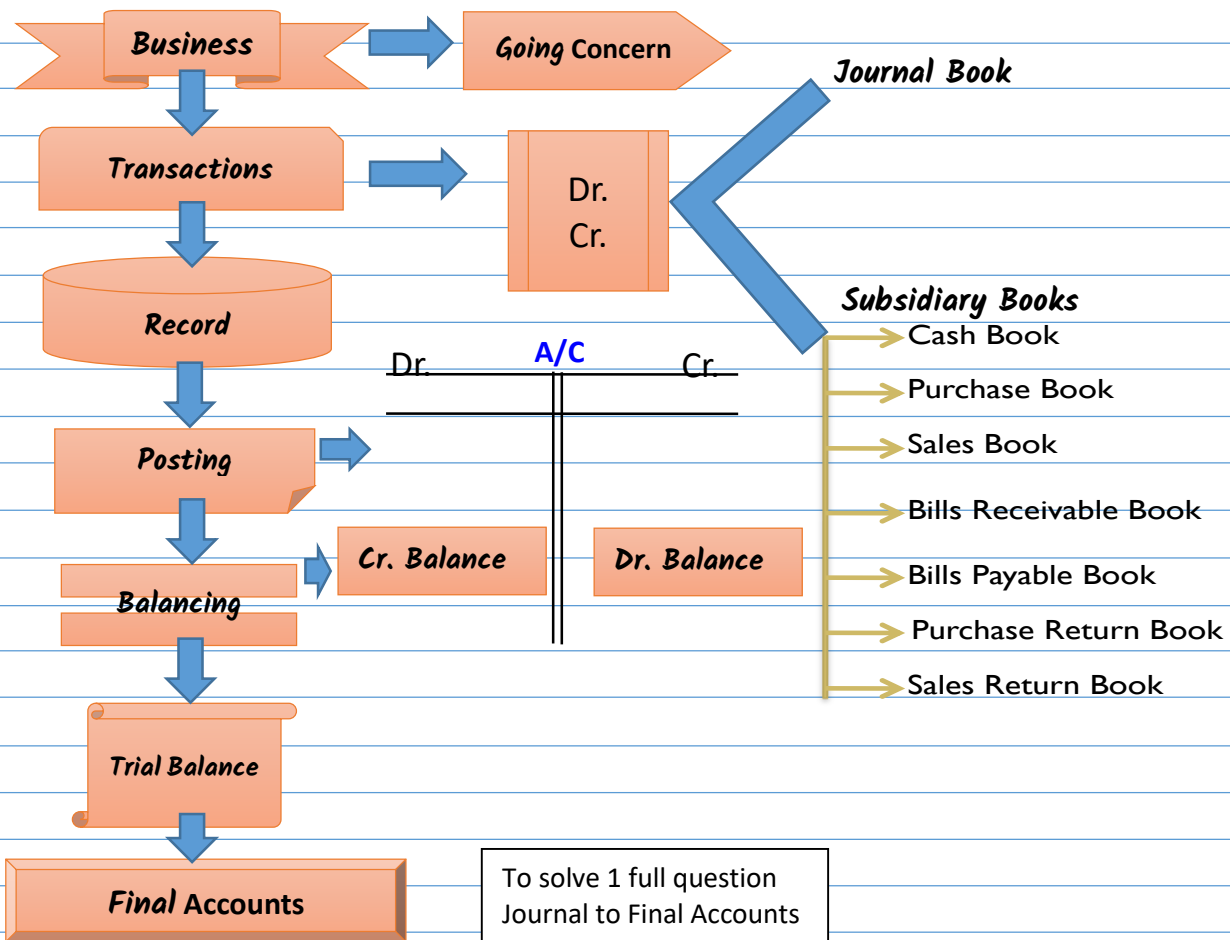 Business
Going Concern
Journal Book
Transactions
Dr.
Cr.
Record
Subsidiary Books
Cash Book
Purchase Book
Sales Book
Bills Receivable Book
Bills Payable Book
Purchase Return Book
Sales Return Book
Dr.
A/C
Cr.
Posting
Balancing
Cr. Balance
Dr. Balance
Trial Balance
Final Accounts
To solve 1 full question
Journal to Final Accounts